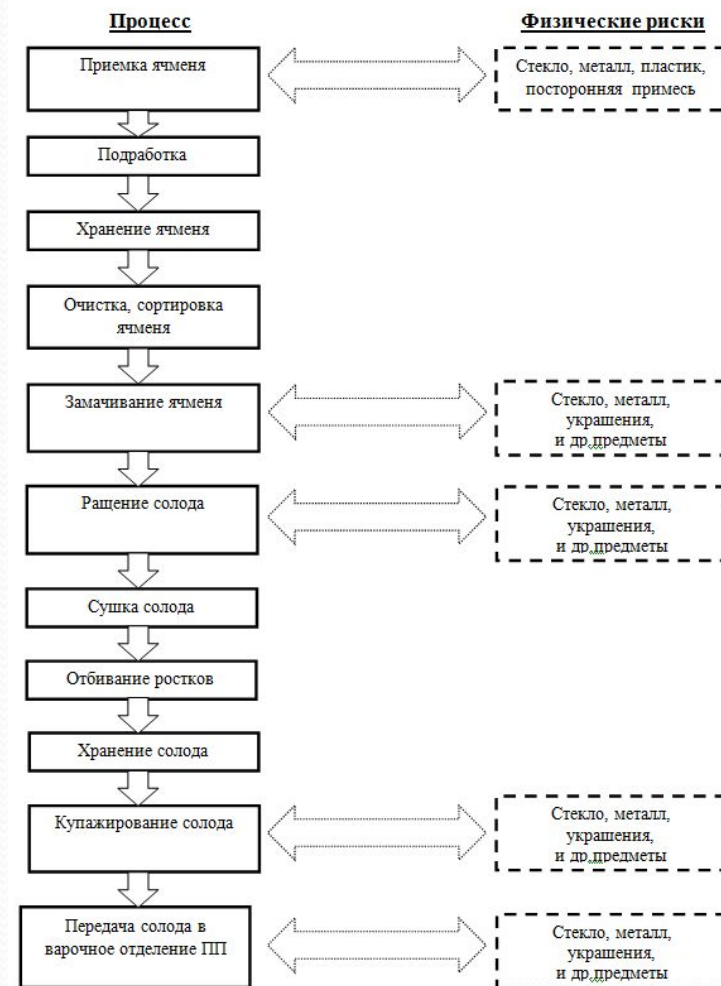 Процесс
Физические риски
Приемка ячменя
Стекло, металл, пластик,
посторонняя примесь
Подработка
Хранение ячменя
Очистка, сортировка
ячменя
Замачивание ячменя
Стекло, металл,
украшения,
и др.предметы
Ращение солода
Стекло, металл,
украшения,
и др.предметы
Сушка солода
Отбивание ростков
Хранение солода
Купажирование солода
Стекло, металл,
украшения,
и др.предметы
Передача солода в
варочное отделение ПП
Стекло, металл,
украшения,
и др.предметы